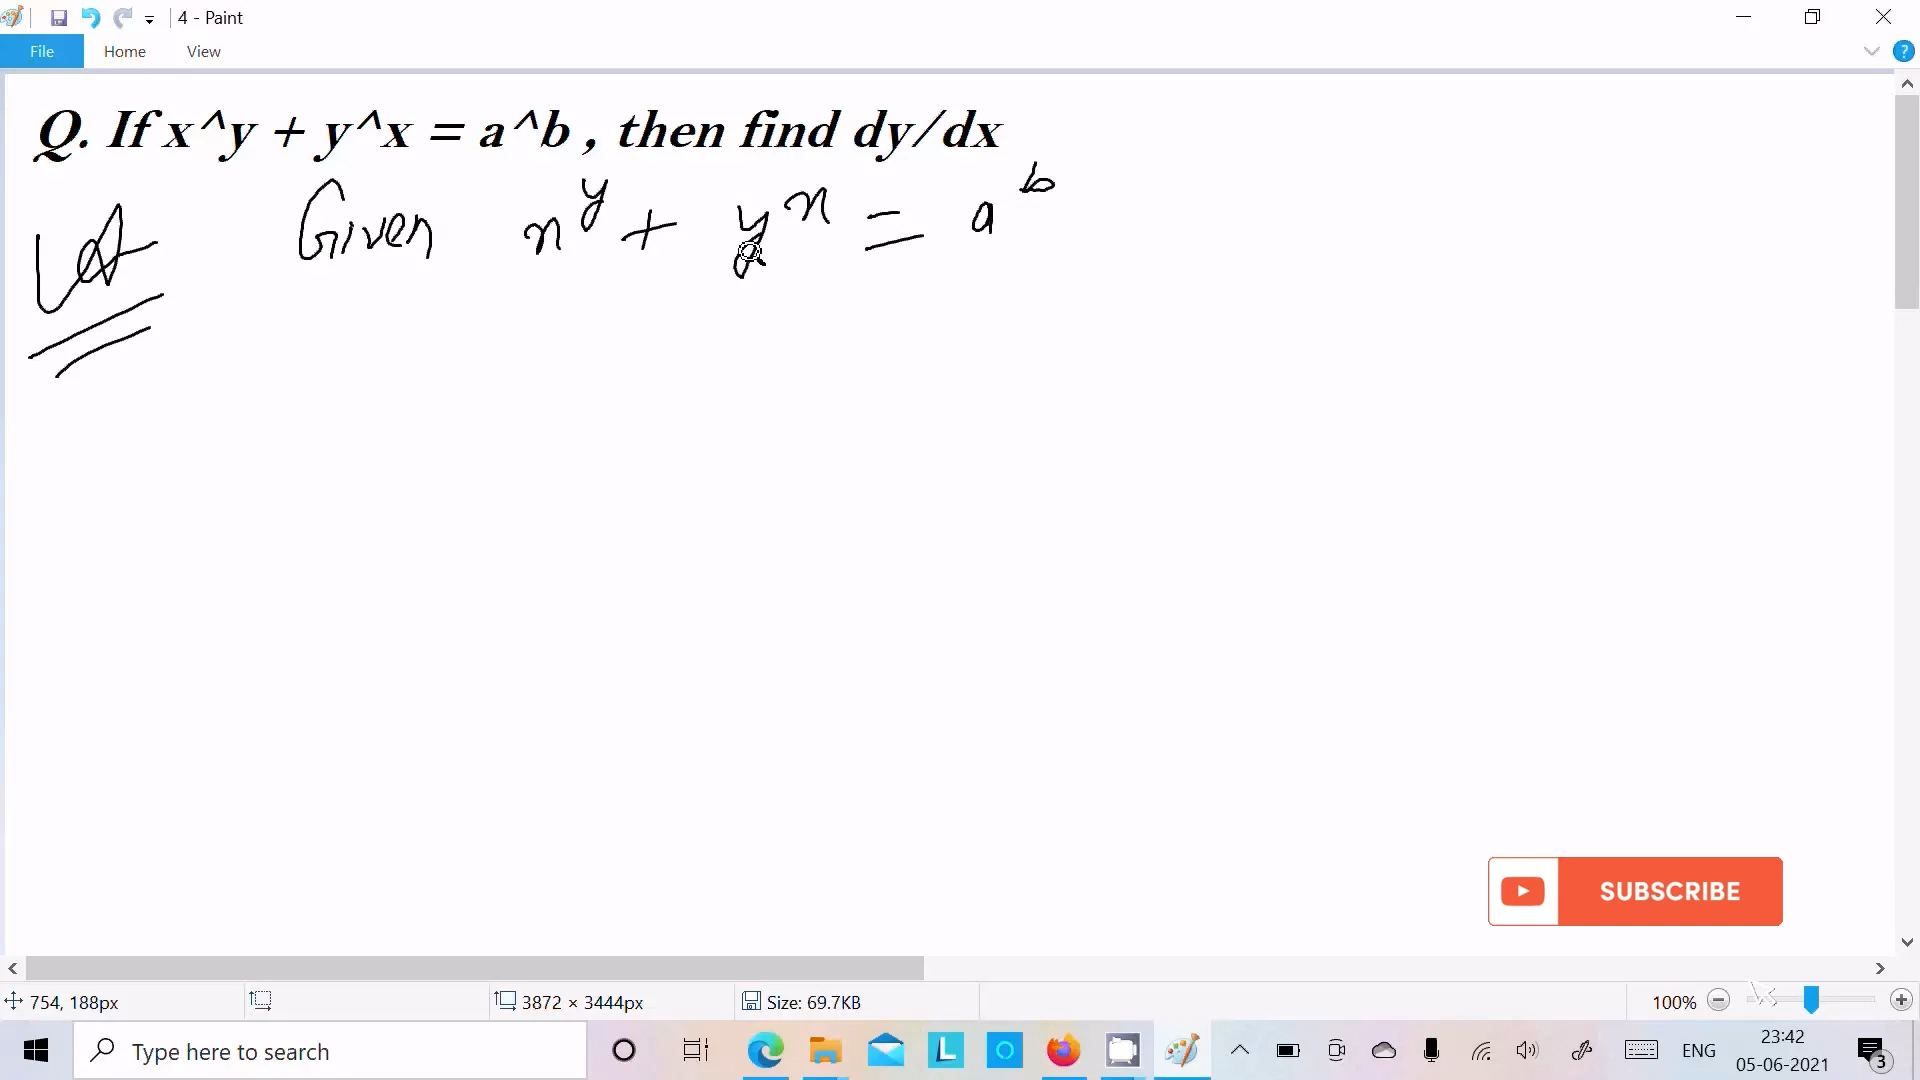 4 - Paint
File Home View
Q. If x^y + y^x = a^b , then find dy/dx
Given x^y + y^x = a^b
SUBSCRIBE
754, 188px 3872 × 3444px Size: 69.7KB 100%
Type here to search ENG 23:42
05-06-2021 3